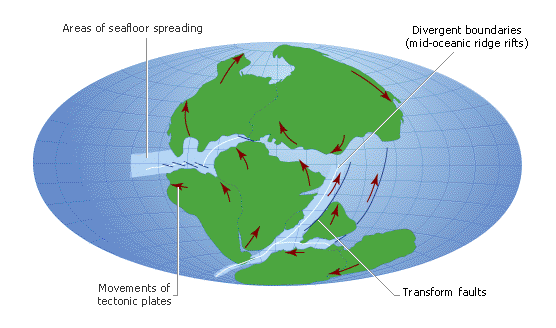 Areas of seafloor spreading
Divergent boundaries
(mid-oceanic ridge rifts)
Movements of
tectonic plates
Transform faults